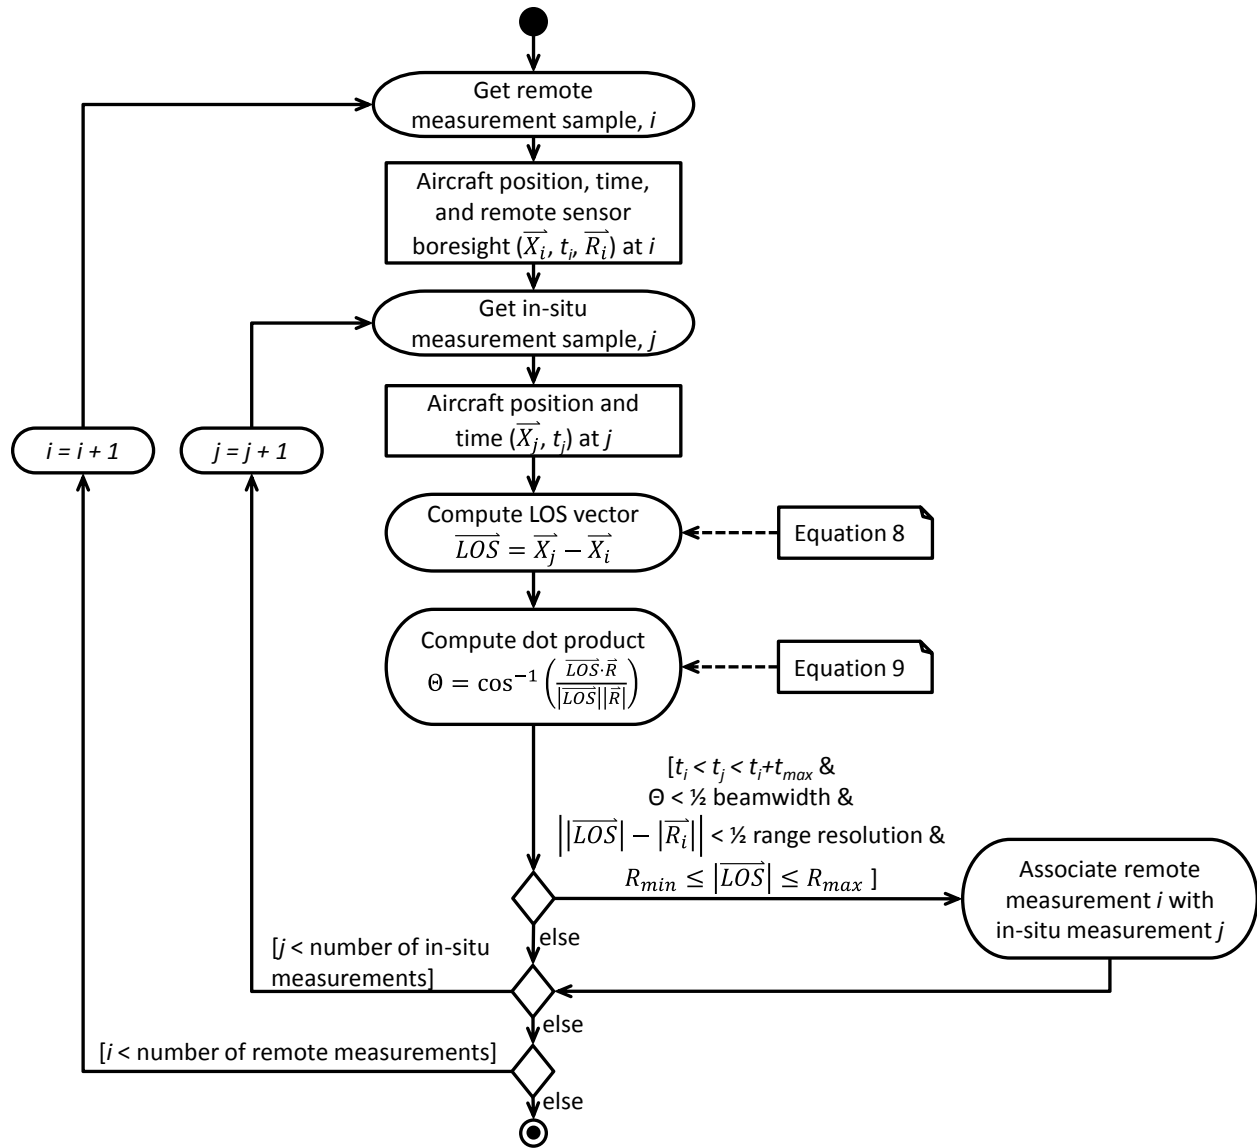 Get remote
measurement sample, i
Aircraft position, time,
and remote sensor
boresight (X⃗ᵢ, tᵢ, R⃗ᵢ) at i
Get in-situ
measurement sample, j
Aircraft position and
time (X⃗ⱼ, tⱼ) at j
i = i + 1
j = j + 1
Compute LOS vector
L⃗O⃗S⃗ = X⃗ⱼ − X⃗ᵢ
Equation 8
Compute dot product
Θ = cos⁻¹ (L⃗O⃗S⃗·R⃗ / |L⃗O⃗S⃗||R⃗|)
Equation 9
[tᵢ < tⱼ < tᵢ+tₘₐₓ &
Θ < ½ beamwidth &
||L⃗O⃗S⃗| − |R⃗ᵢ|| < ½ range resolution &
Rₘᵢₙ ≤ |L⃗O⃗S⃗| ≤ Rₘₐₓ ]
Associate remote
measurement i with
in-situ measurement j
else
[j < number of in-situ
measurements]
else
[i < number of remote measurements]
else